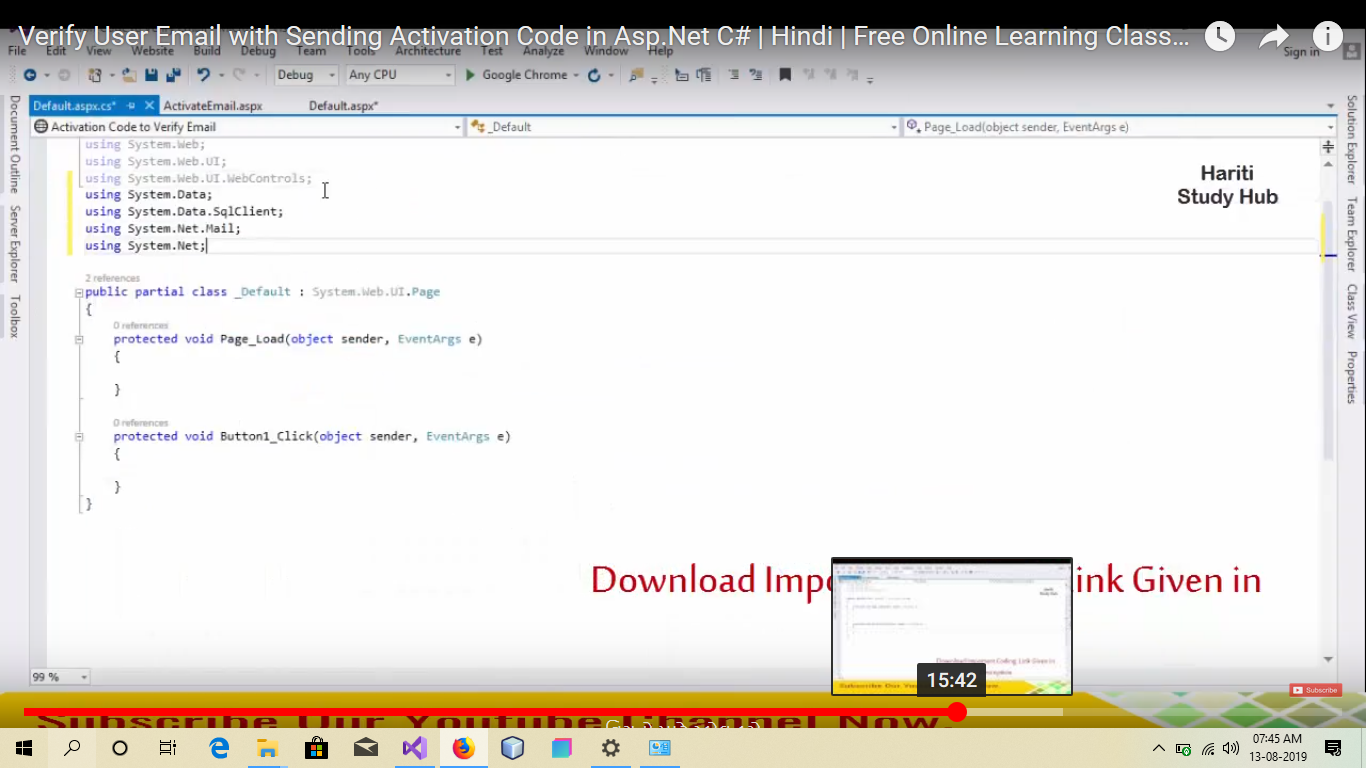 Verify User Email with Sending Activation Code in Asp.Net C# | Hindi | Free Online Learning Class...
File Edit View Website Build Debug Team Tools Architecture Test Analyze Window Help
Sign in
Debug Any CPU Google Chrome
Default.aspx.cs* ActivateEmail.aspx Default.aspx*
Activation Code to Verify Email _Default Page_Load(object sender, EventArgs e)
Document Outline
Server Explorer
Toolbox
Solution Explorer
Team Explorer
Class View
Properties
using System.Web;
using System.Web.UI;
using System.Web.UI.WebControls;
using System.Data;
using System.Data.SqlClient;
using System.Net.Mail;
using System.Net;
Hariti
Study Hub
2 references
public partial class _Default : System.Web.UI.Page
{
0 references
protected void Page_Load(object sender, EventArgs e)
{
}
0 references
protected void Button1_Click(object sender, EventArgs e)
{
}
}
Download Impo ink Given in
15:42
99 %
Subscribe
Subscribe Our Youtube Channel Now.
07:45 AM
13-08-2019